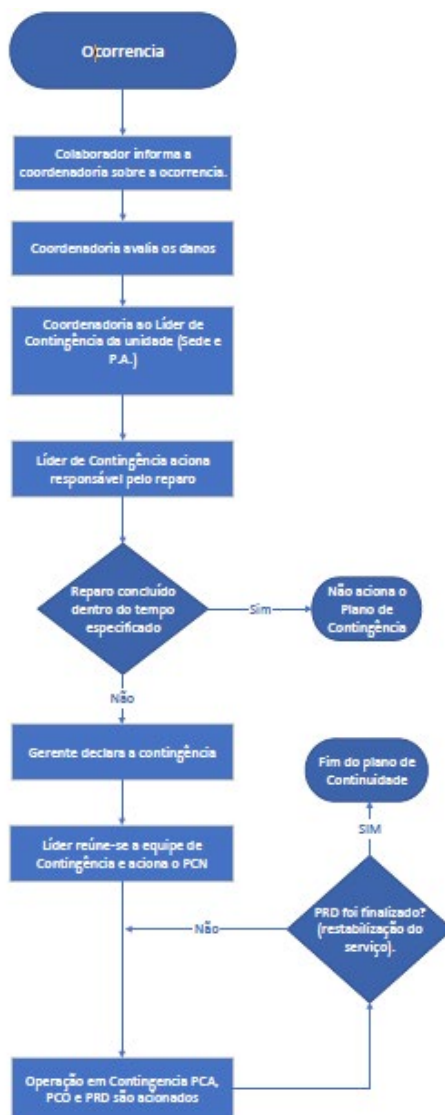 Ocorrencia
Colaborador informa a
coordenadoria sobre a ocorrencia.
Coordenadoria avalia os danos
Coordenadoria ao Líder de
Contingência da unidade (Sede e
P.A.)
Líder de Contingência aciona
responsável pelo reparo
Reparo concluído
dentro do tempo
especificado
Sim
Não aciona o
Plano de
Contingência
Não
Gerente declara a contingência
Fim do plano de
Continuidade
Líder reúne-se a equipe de
Contingência e aciona o PCN
SIM
PRD foi finalizado?
(restabilização do
serviço).
Não
Operação em Contingencia PCA,
PCO e PRD são acionados